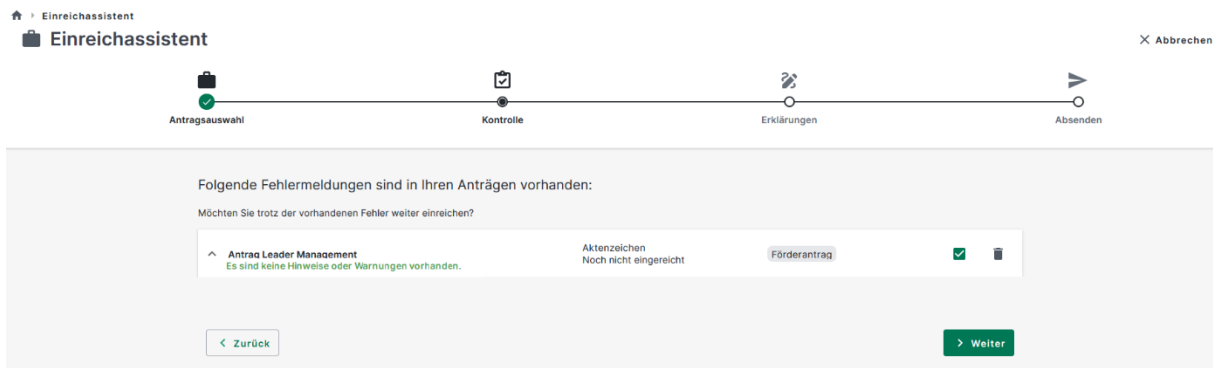 Einreichassistent
Einreichassistent
Abbrechen
Antragsauswahl
Kontrolle
Erklärungen
Absenden
Folgende Fehlermeldungen sind in Ihren Anträgen vorhanden:
Möchten Sie trotz der vorhandenen Fehler weiter einreichen?
Antrag Leader Management
Es sind keine Hinweise oder Warnungen vorhanden.
Aktenzeichen
Noch nicht eingereicht
Förderantrag
Zurück
Weiter